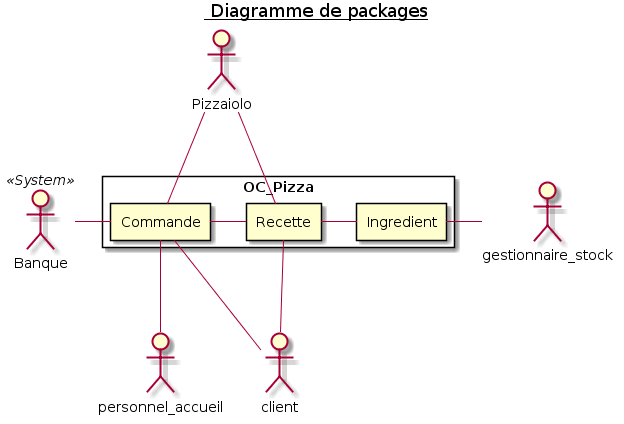 Diagramme de packages
Pizzaiolo
«System»
OC_Pizza
Commande
Recette
Ingredient
Banque
gestionnaire_stock
personnel_accueil
client